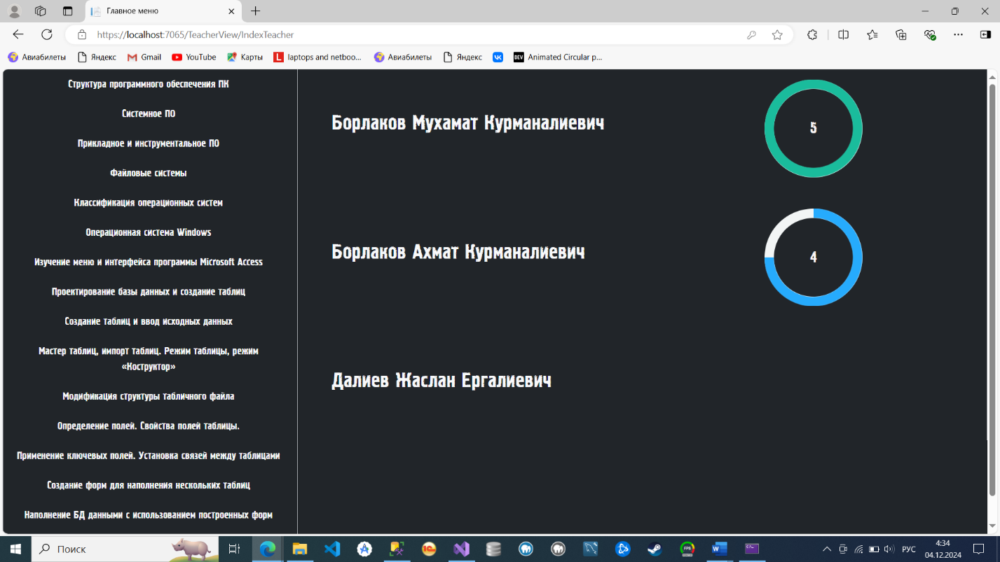 Главное меню
https://localhost:7065/TeacherView/IndexTeacher
Авиабилеты
Яндекс
Gmail
YouTube
Карты
L
laptops and netboo...
Авиабилеты
Яндекс
DEV
Animated Circular p...
Структура программного обеспечения ПК
Системное ПО
Прикладное и инструментальное ПО
Файловые системы
Классификация операционных систем
Операционная система Windows
Изучение меню и интерфейса программы Microsoft Access
Проектирование базы данных и создание таблиц
Создание таблиц и ввод исходных данных
Мастер таблиц, импорт таблиц. Режим таблицы, режим
«Коструктор»
Модификация структуры табличного файла
Определение полей. Свойства полей таблицы.
Применение ключевых полей. Установка связей между таблицами
Создание форм для наполнения нескольких таблиц
Наполнение БД данными с использованием построенных форм
Борлаков Мухамат Курманалиевич
5
Борлаков Ахмат Курманалиевич
4
Далиев Жаслан Ергалиевич
Поиск
1C
FPS
W
РУС
4:34
04.12.2024